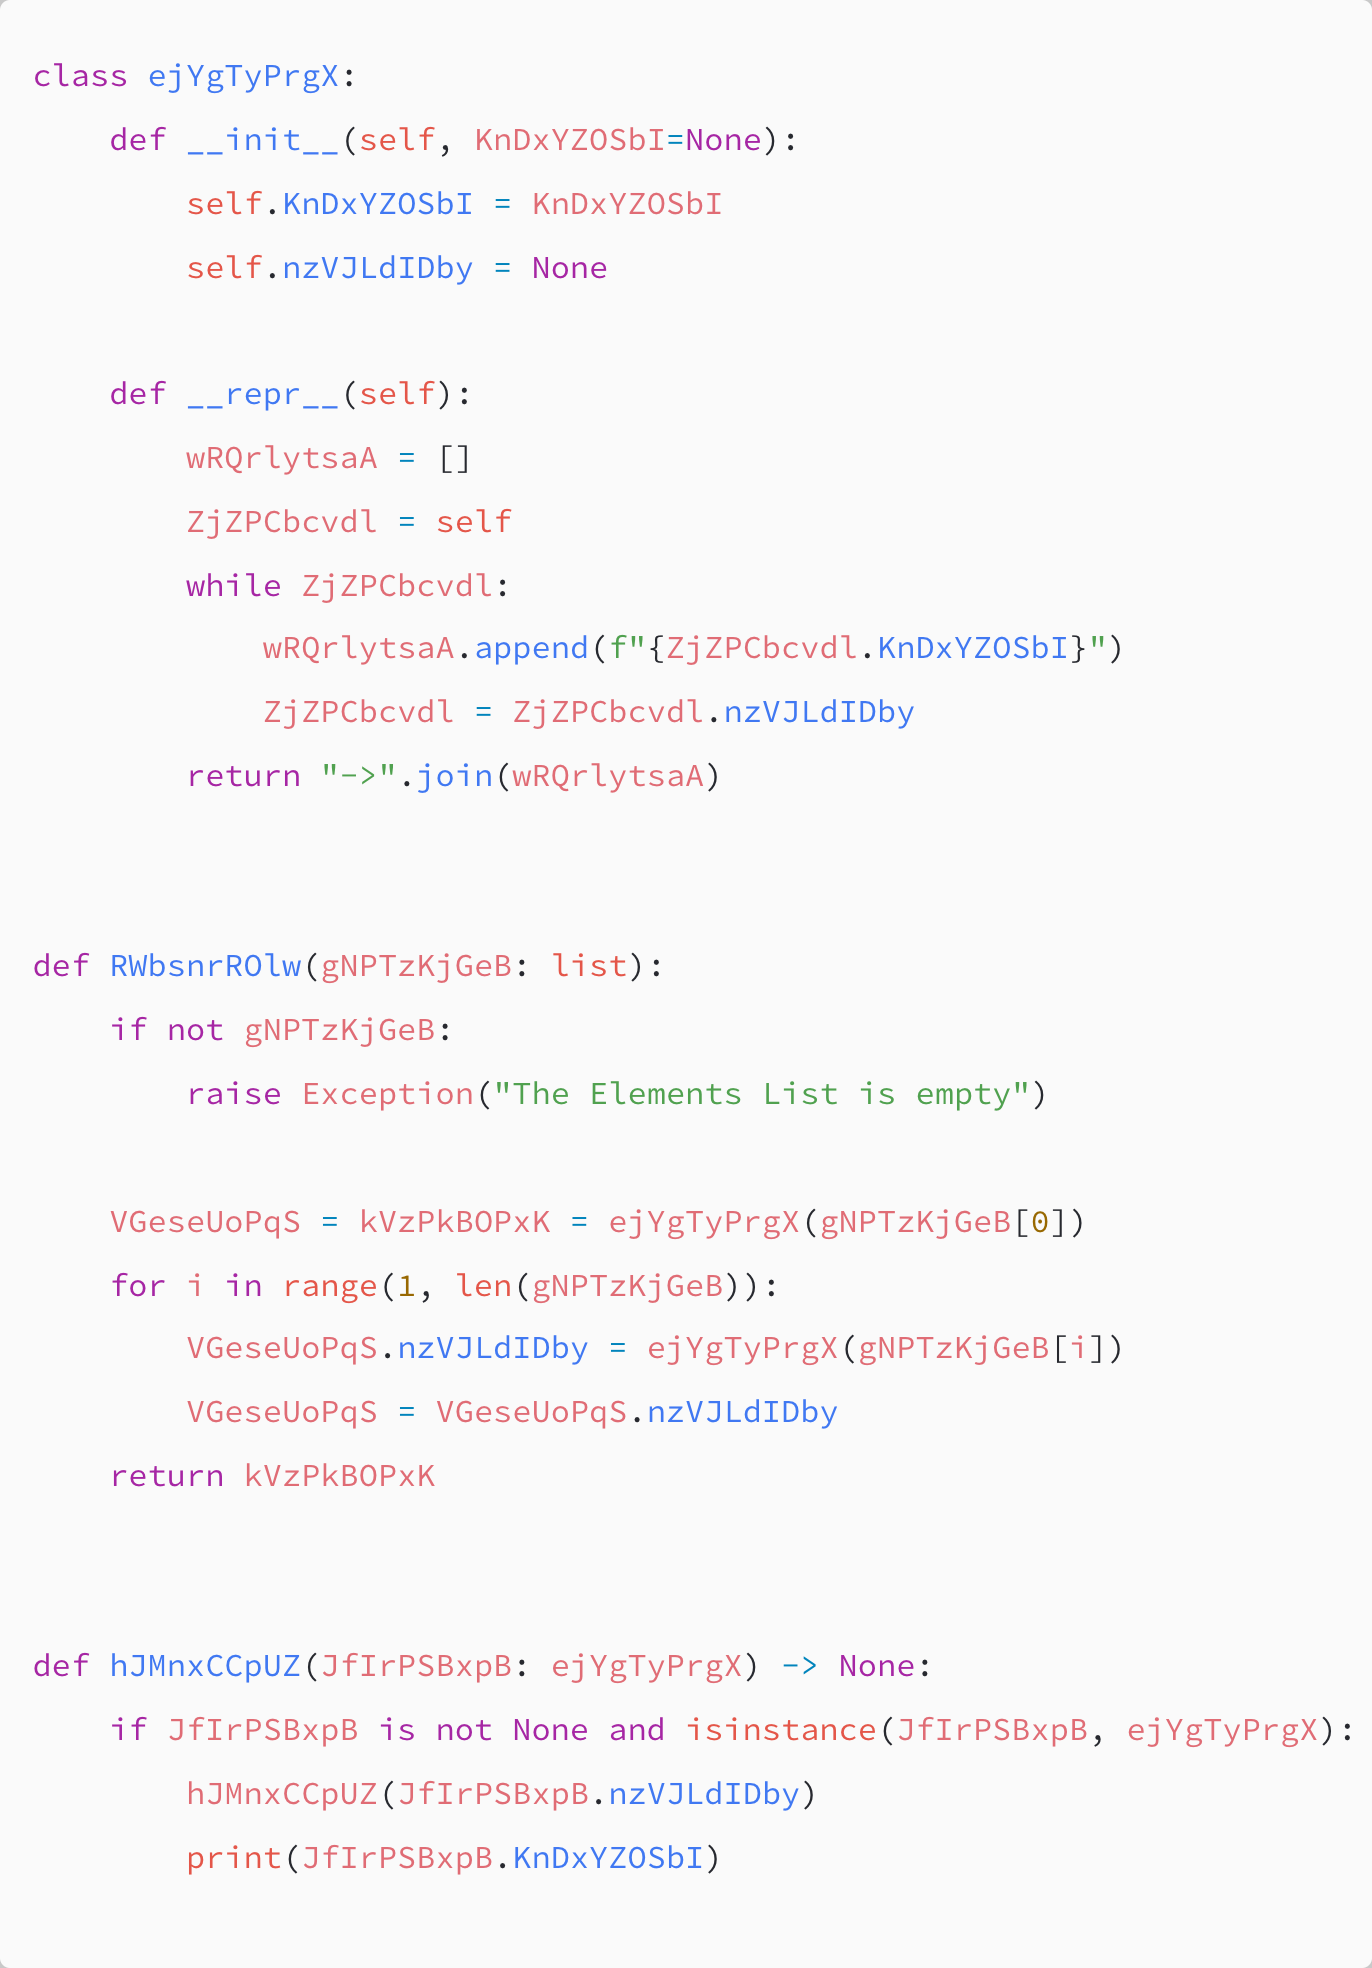 class ejYgTyPrgX:
    def __init__(self, KnDxYZOSbI=None):
        self.KnDxYZOSbI = KnDxYZOSbI
        self.nzVJLdIDby = None

    def __repr__(self):
        wRQrlytsaA = []
        ZjZPCbcvdl = self
        while ZjZPCbcvdl:
            wRQrlytsaA.append(f"{ZjZPCbcvdl.KnDxYZOSbI}")
            ZjZPCbcvdl = ZjZPCbcvdl.nzVJLdIDby
        return "->".join(wRQrlytsaA)


def RWbsnrROlw(gNPTzKjGeB: list):
    if not gNPTzKjGeB:
        raise Exception("The Elements List is empty")

    VGeseUoPqS = kVzPkBOPxK = ejYgTyPrgX(gNPTzKjGeB[0])
    for i in range(1, len(gNPTzKjGeB)):
        VGeseUoPqS.nzVJLdIDby = ejYgTyPrgX(gNPTzKjGeB[i])
        VGeseUoPqS = VGeseUoPqS.nzVJLdIDby
    return kVzPkBOPxK


def hJMnxCCpUZ(JfIrPSBxpB: ejYgTyPrgX) -> None:
    if JfIrPSBxpB is not None and isinstance(JfIrPSBxpB, ejYgTyPrgX):
        hJMnxCCpUZ(JfIrPSBxpB.nzVJLdIDby)
        print(JfIrPSBxpB.KnDxYZOSbI)